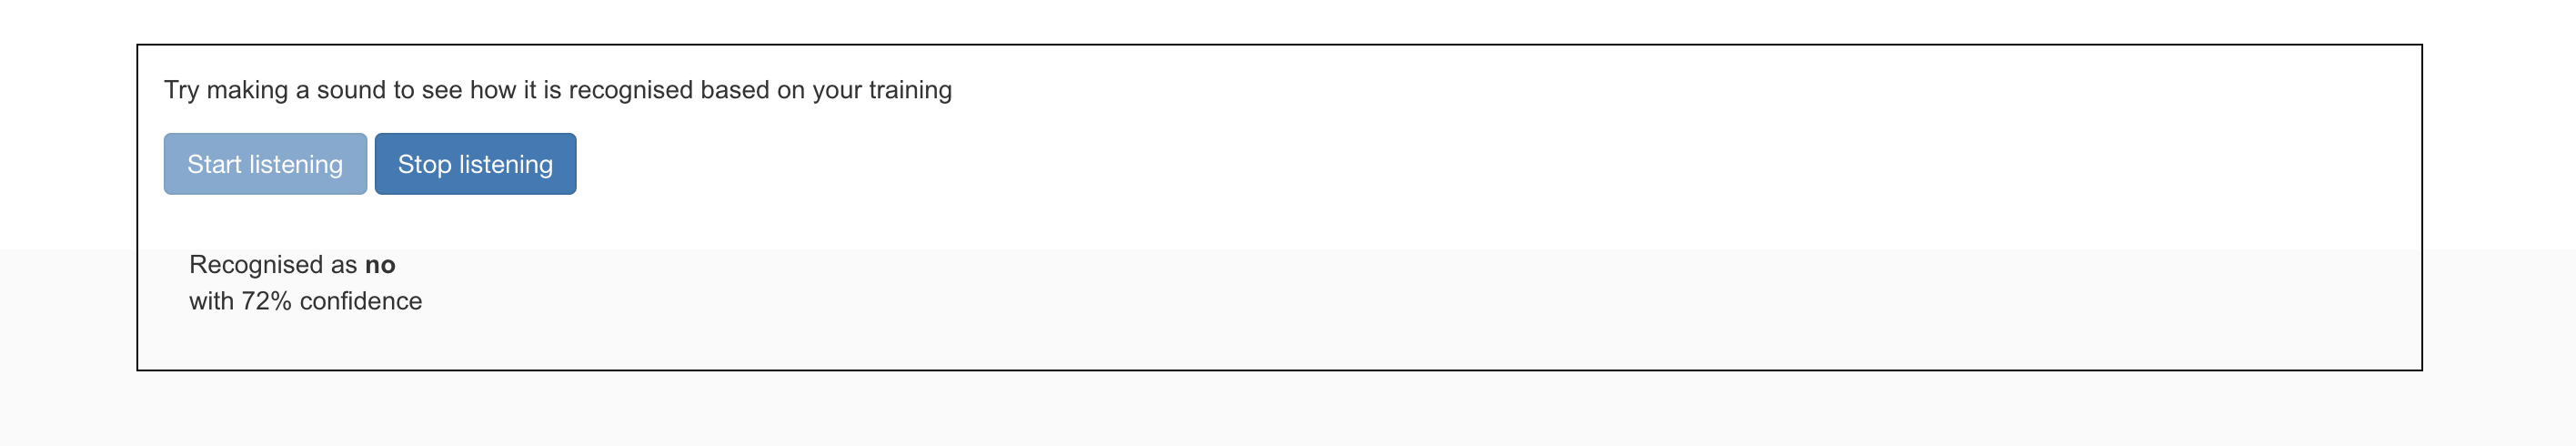 Try making a sound to see how it is recognised based on your training
Start listening Stop listening
Recognised as no
with 72% confidence